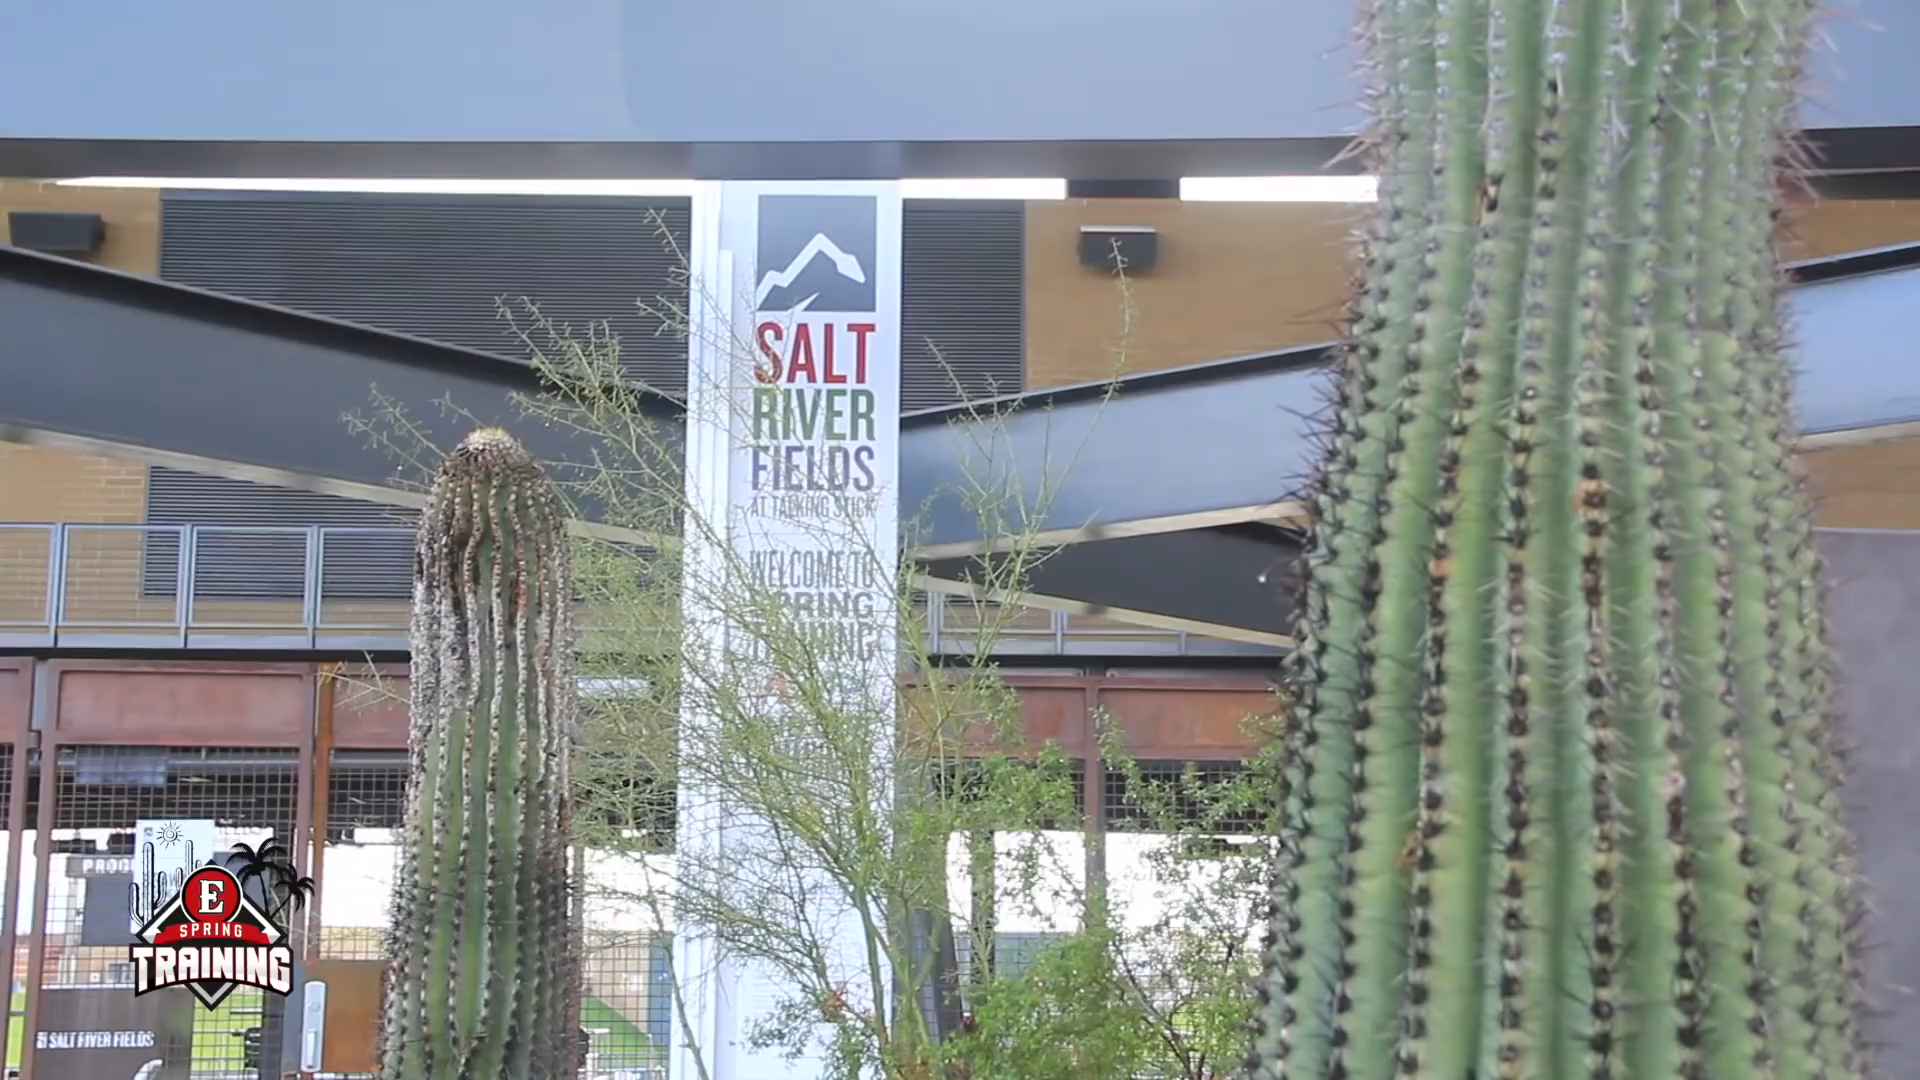 SALT
RIVER
FIELDS
AT TALKING STICK
WELCOME TO
SPRING
TRAINING
E
SPRING
TRAINING
SALT RIVER FIELDS